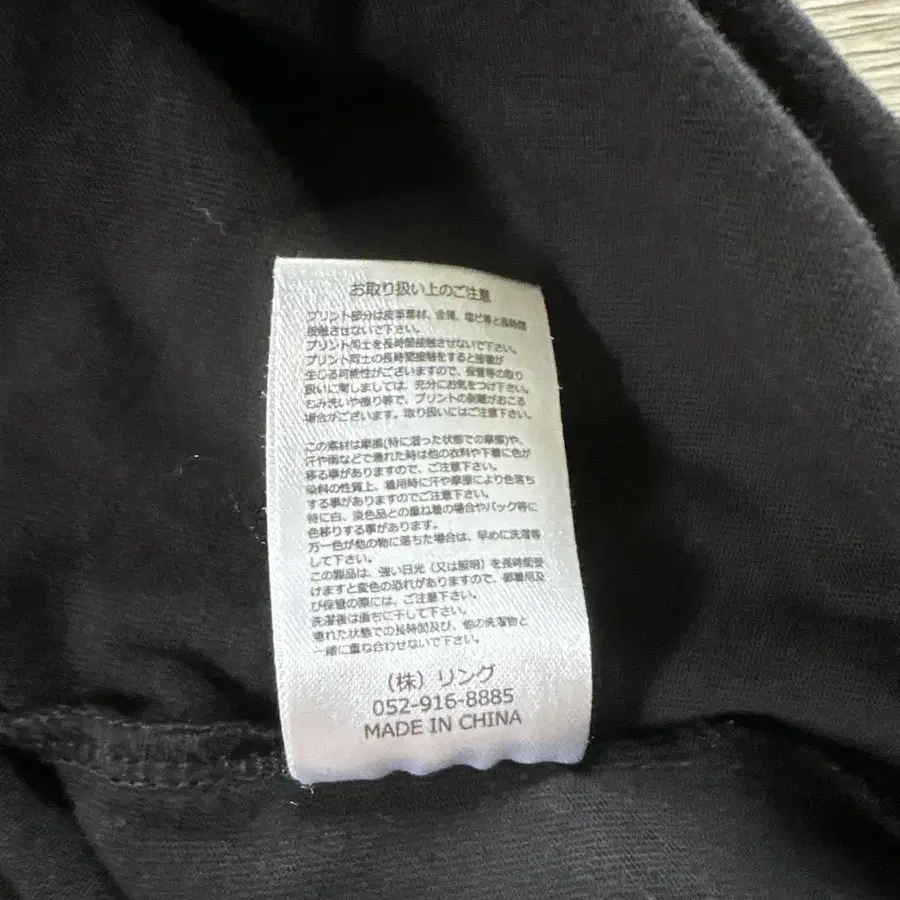 お取り扱い上のご注意
プリント部分は皮革素材、金属、塩ビ等と長時間
接触させないで下さい。
プリント同士を長時間接触させないで下さい。
プリント同士の長時間接触をすると接着が
生じる可能性がございますので、保管等の取り
扱いに際しましては、充分にお気をつけ下さい。
もみ洗いや擦り等で、プリントの剥離がおこる
場合がございます。取り扱いにはご注意下さい。
この素材は摩擦(特に湿った状態での摩擦)や、
汗や雨などで濡れた時は他の衣料や下着に色が
移る事がありますので、ご注意下さい。
染料の性質上、着用時に汗や摩擦により色落ち
する事がありますのでご注意下さい。
特に白、淡色品との重ね着の場合やバック等に
色移りする事があります。
万一色が他の物に落ちた場合は、早めに洗濯等
して下さい。
この製品は、強い日光（又は照明）を長時間受
けますと変色の恐れがありますので、御着用及
び保管の際には、ご注意下さい。
洗濯後は直ちに干して下さい。
濡れた状態での長時間及び、他の洗濯物と
一緒に重ね合わせないで下さい。
（株）リング
052-916-8885
MADE IN CHINA